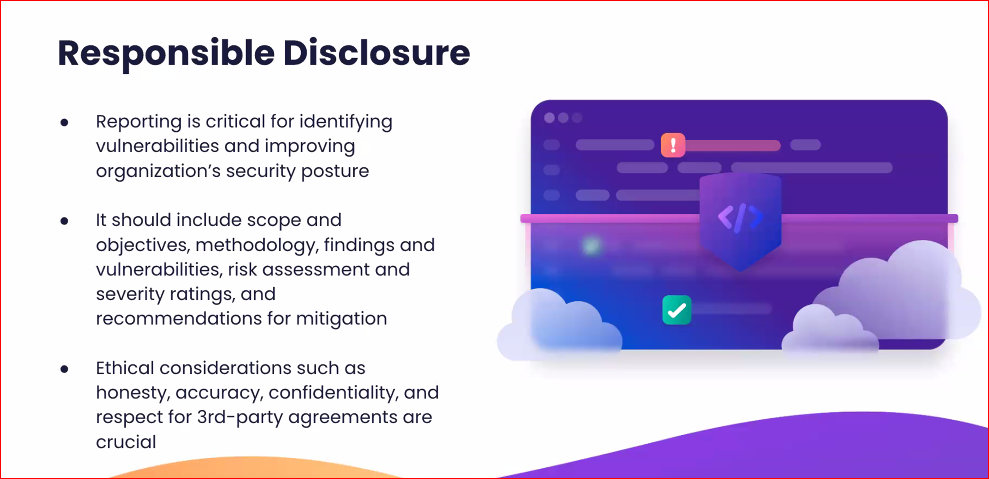 Responsible Disclosure
● Reporting is critical for identifying
vulnerabilities and improving
organization’s security posture
● It should include scope and
objectives, methodology, findings and
vulnerabilities, risk assessment and
severity ratings, and
recommendations for mitigation
● Ethical considerations such as
honesty, accuracy, confidentiality, and
respect for 3rd-party agreements are
crucial
!
</>